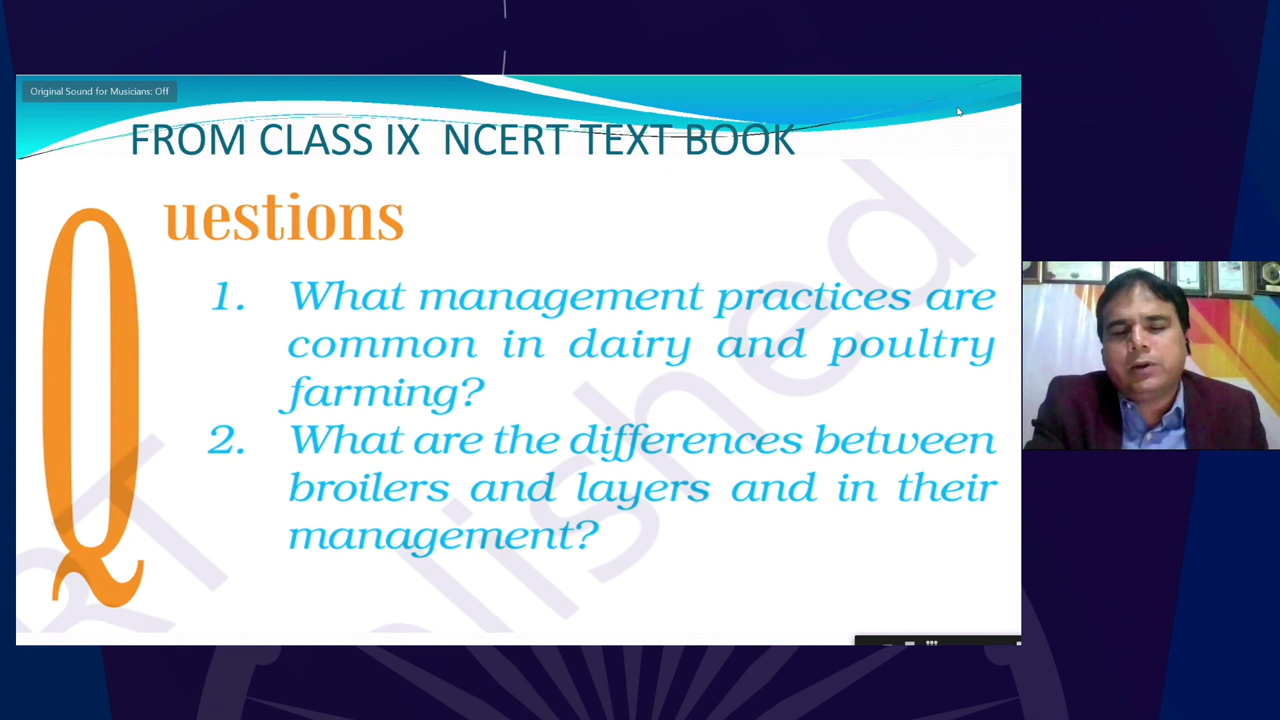 Original Sound for Musicians: Off
FROM CLASS IX NCERT TEXT BOOK
Questions
1. What management practices are
common in dairy and poultry
farming?
2. What are the differences between
broilers and layers and in their
management?